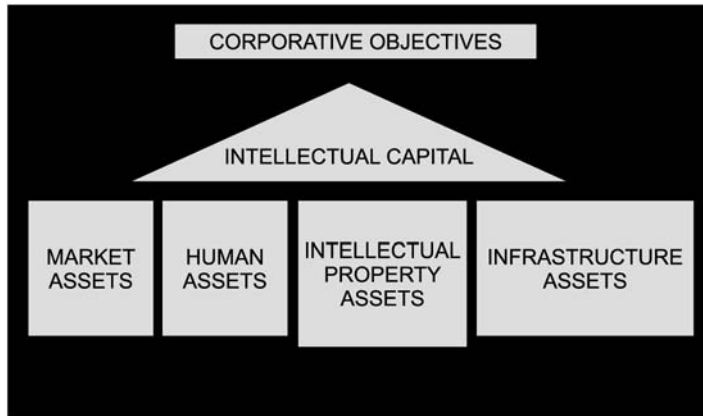 CORPORATIVE OBJECTIVES
INTELLECTUAL CAPITAL
MARKET
ASSETS
HUMAN
ASSETS
INTELLECTUAL
PROPERTY
ASSETS
INFRASTRUCTURE
ASSETS